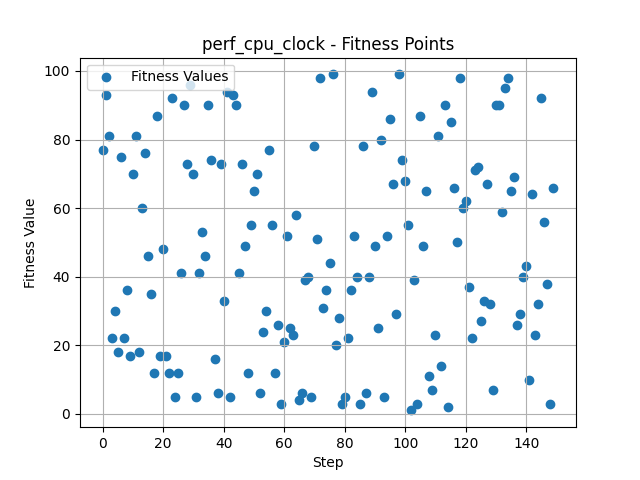 perf_cpu_clock - Fitness Points
Fitness Values
Fitness Value
100
80
60
40
20
0
0 20 40 60 80 100 120 140
Step